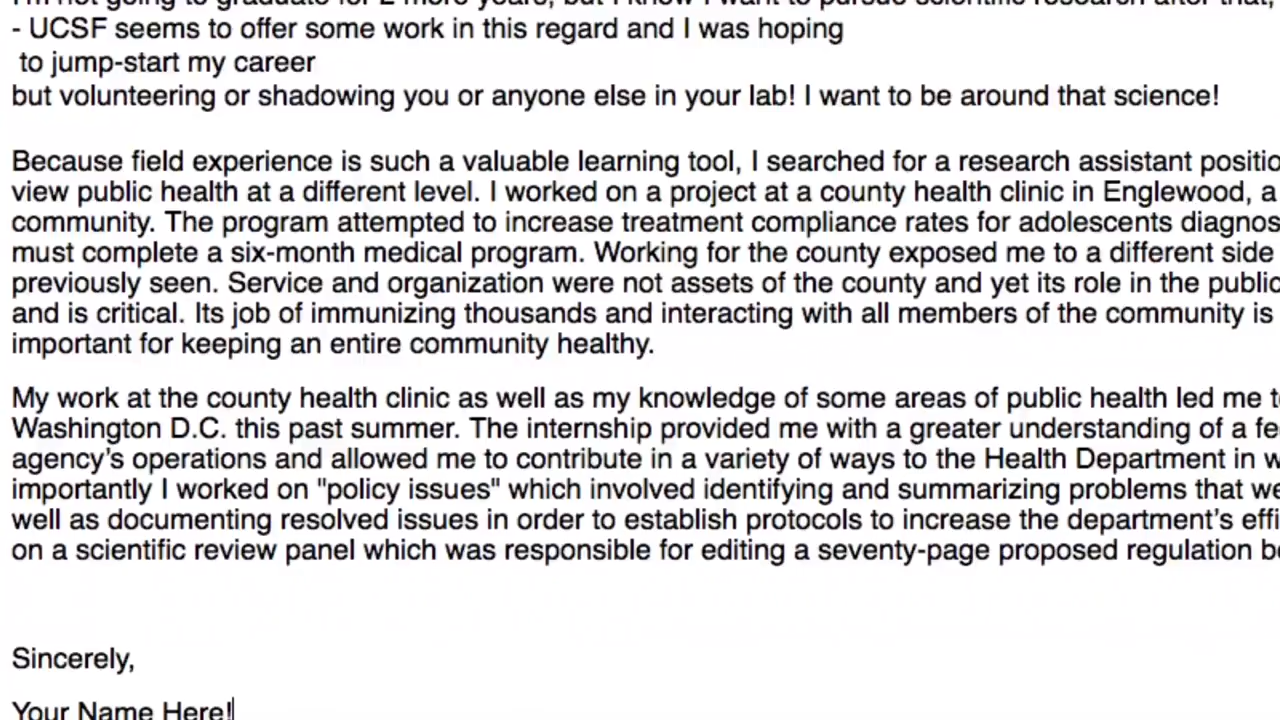 I'm not going to graduate for 2 more years, but I know I want to pursue scientific research after that,
- UCSF seems to offer some work in this regard and I was hoping
to jump-start my career
but volunteering or shadowing you or anyone else in your lab! I want to be around that science!
Because field experience is such a valuable learning tool, I searched for a research assistant positio
view public health at a different level. I worked on a project at a county health clinic in Englewood, a
community. The program attempted to increase treatment compliance rates for adolescents diagnos
must complete a six-month medical program. Working for the county exposed me to a different side
previously seen. Service and organization were not assets of the county and yet its role in the public
and is critical. Its job of immunizing thousands and interacting with all members of the community is
important for keeping an entire community healthy.
My work at the county health clinic as well as my knowledge of some areas of public health led me t
Washington D.C. this past summer. The internship provided me with a greater understanding of a fe
agency's operations and allowed me to contribute in a variety of ways to the Health Department in w
importantly I worked on "policy issues" which involved identifying and summarizing problems that we
well as documenting resolved issues in order to establish protocols to increase the department's effi
on a scientific review panel which was responsible for editing a seventy-page proposed regulation b
Sincerely,
Your Name Here!